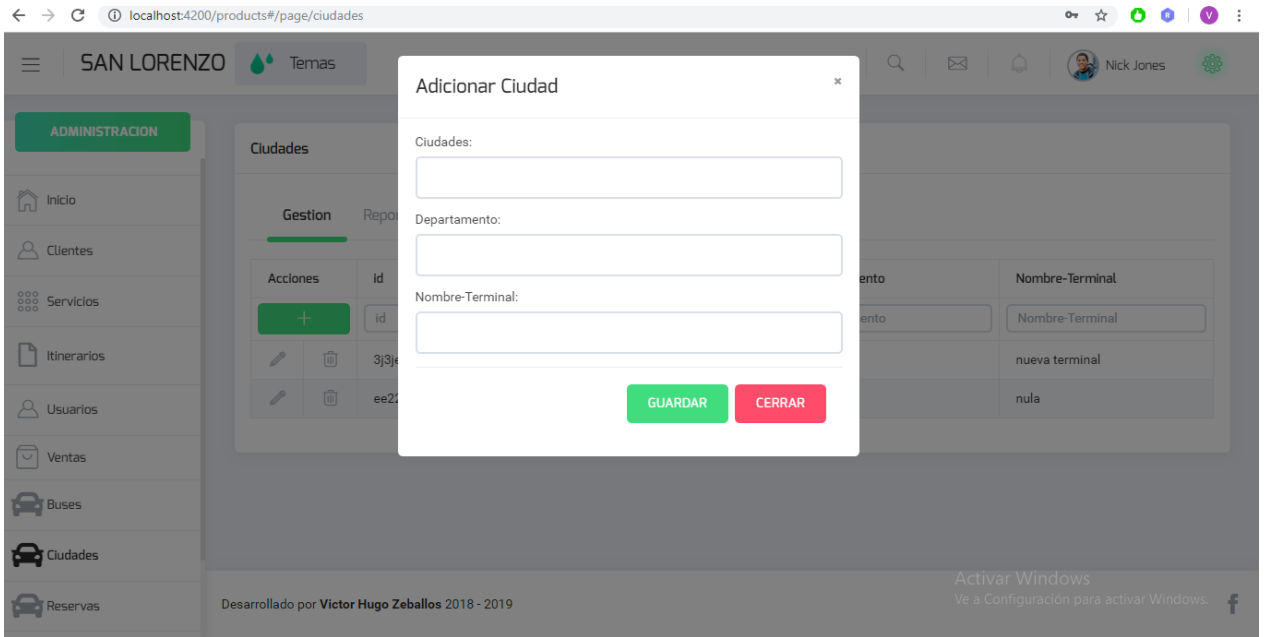 localhost:4200/products#/page/ciudades
SAN LORENZO
Temas
Nick Jones
V
ADMINISTRACION
Inicio
Clientes
Servicios
Itinerarios
Usuarios
Ventas
Buses
Ciudades
Reservas
Ciudades
Gestion
Acciones id ento Nombre-Terminal
+ id ento Nombre-Terminal
3j3je nueva terminal
ee22 nula
Adicionar Ciudad ×
Ciudades:
Departamento:
Nombre-Terminal:
GUARDAR CERRAR
Activar Windows
Ve a Configuración para activar Windows.
Desarrollado por Victor Hugo Zeballos 2018 - 2019